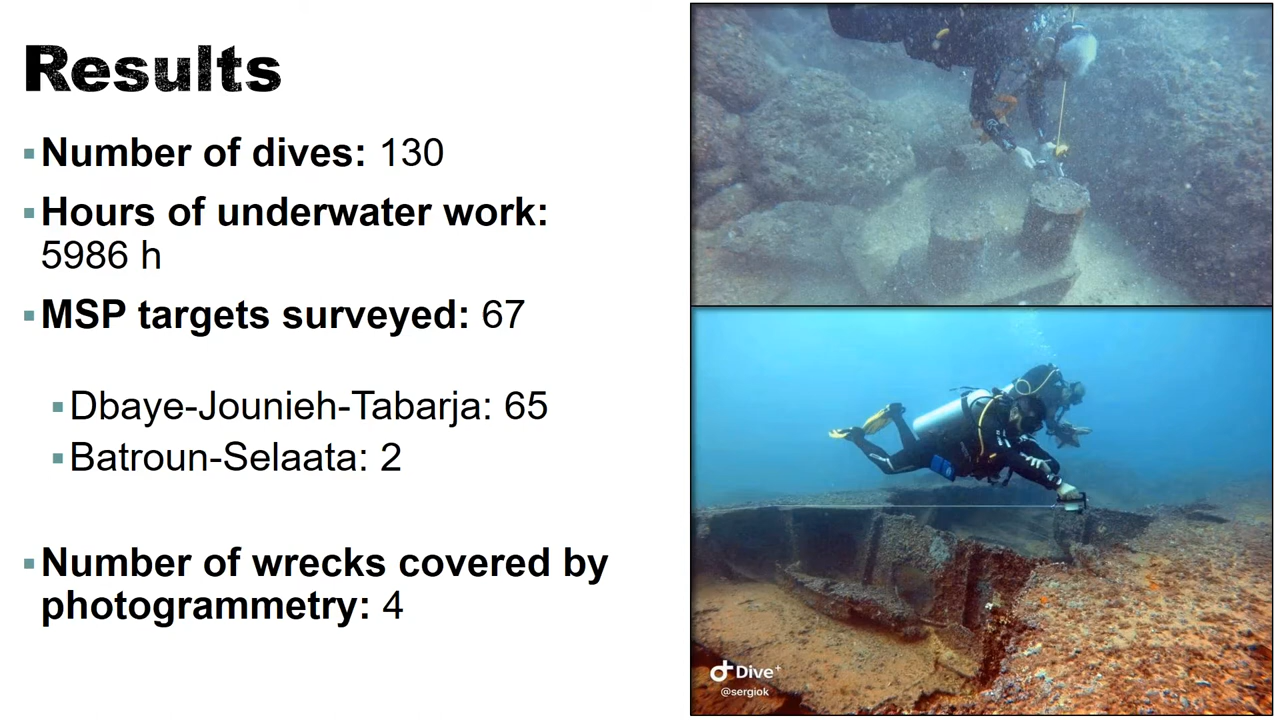 Results
Number of dives: 130
Hours of underwater work:
5986 h
MSP targets surveyed: 67
Dbaye-Jounieh-Tabarja: 65
Batroun-Selaata: 2
Number of wrecks covered by
photogrammetry: 4
Dive+
@sergiok